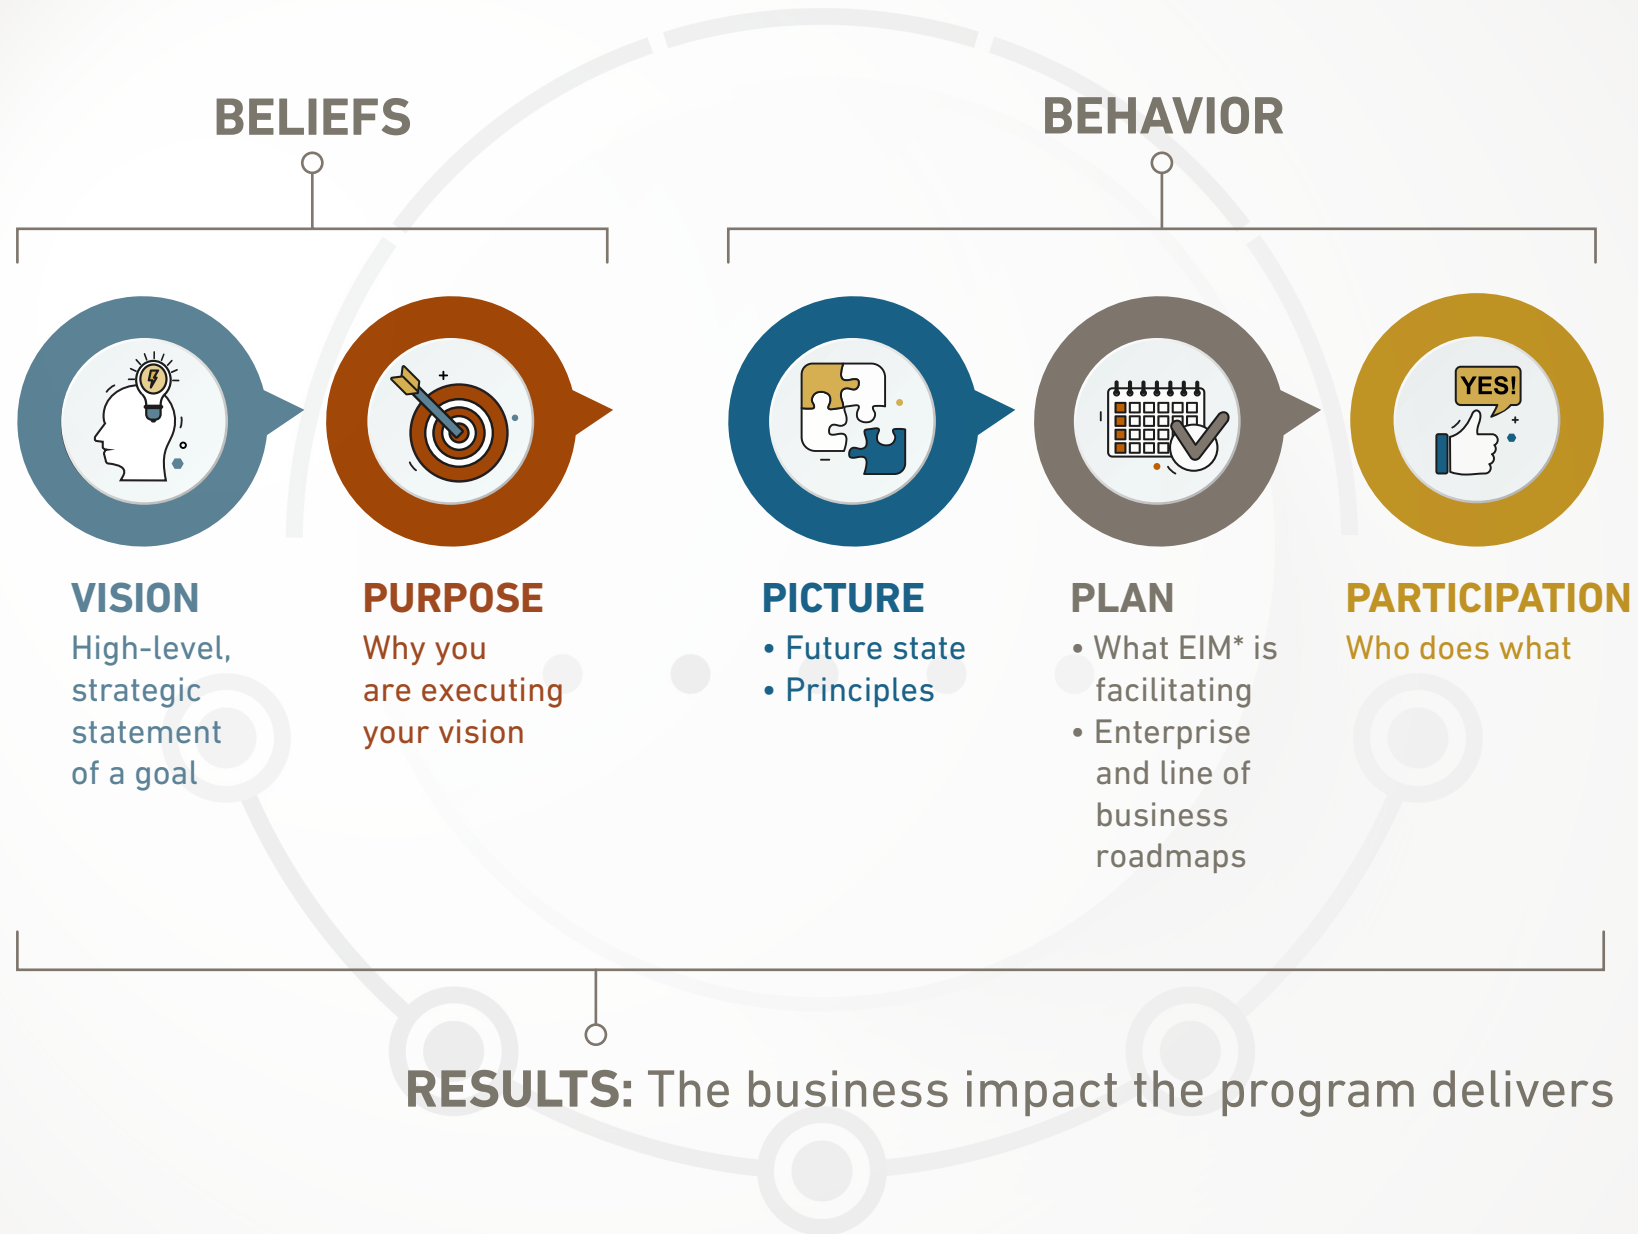 BELIEFS
BEHAVIOR
YES!
VISION
High-level,
strategic
statement
of a goal
PURPOSE
Why you
are executing
your vision
PICTURE
• Future state
• Principles
PLAN
• What EIM* is
facilitating
• Enterprise
and line of
business
roadmaps
PARTICIPATION
Who does what
RESULTS: The business impact the program delivers